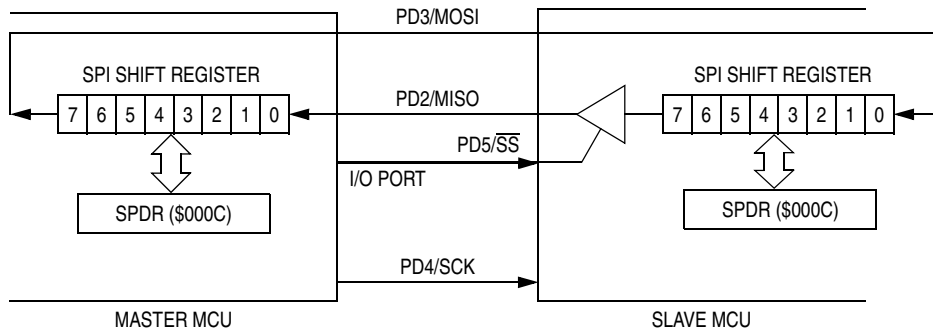 PD3/MOSI
SPI SHIFT REGISTER
SPI SHIFT REGISTER
7 6 5 4 3 2 1 0
PD2/MISO
7 6 5 4 3 2 1 0
PD5/S̅S̅
I/O PORT
SPDR ($000C)
SPDR ($000C)
PD4/SCK
MASTER MCU
SLAVE MCU